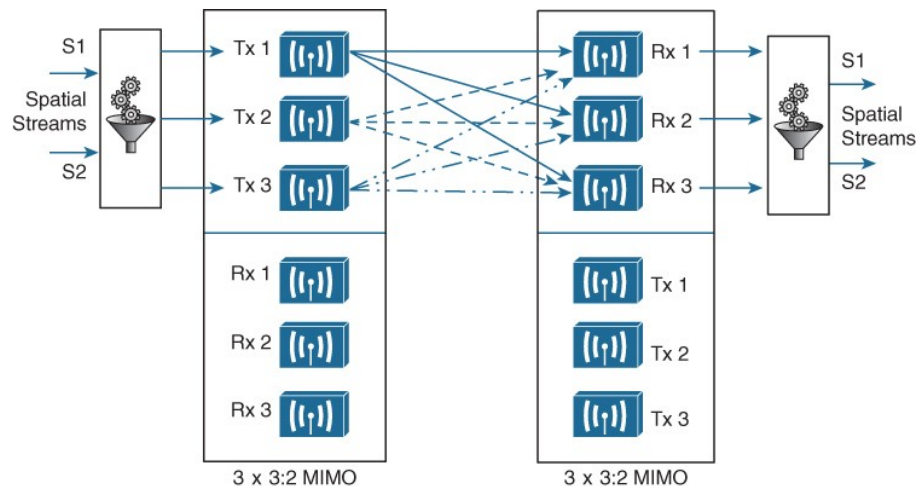 S1
Spatial
Streams
S2
Tx 1
Tx 2
Tx 3
Rx 1
Rx 2
Rx 3
3 x 3:2 MIMO
Rx 1
Rx 2
Rx 3
Tx 1
Tx 2
Tx 3
3 x 3:2 MIMO
S1
Spatial
Streams
S2